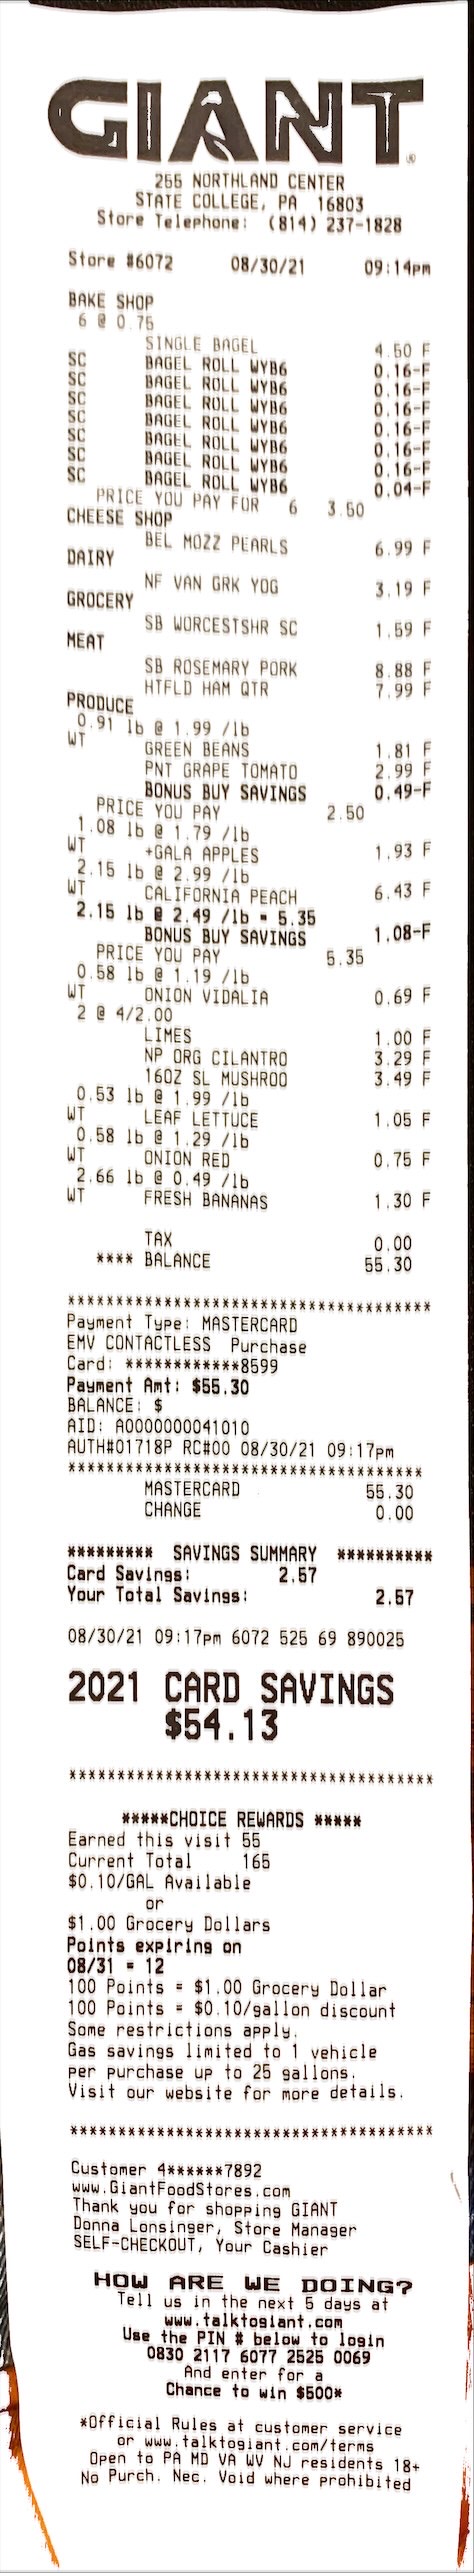 GIANT®
255 NORTHLAND CENTER
STATE COLLEGE, PA 16803
Store Telephone: (814) 237-1828
Store #6072 08/30/21 09:14pm
BAKE SHOP
6 @ 0.75
SINGLE BAGEL 4.50 F
SC BAGEL ROLL WYB6 0.16-F
SC BAGEL ROLL WYB6 0.16-F
SC BAGEL ROLL WYB6 0.16-F
SC BAGEL ROLL WYB6 0.16-F
SC BAGEL ROLL WYB6 0.16-F
SC BAGEL ROLL WYB6 0.16-F
SC BAGEL ROLL WYB6 0.04-F
PRICE YOU PAY FOR 6 3.50
CHEESE SHOP
BEL MOZZ PEARLS 6.99 F
DAIRY
NF VAN GRK YOG 3.19 F
GROCERY
SB WORCESTSHR SC 1.59 F
MEAT
SB ROSEMARY PORK 8.88 F
HTFLD HAM QTR 7.99 F
PRODUCE
0.91 lb @ 1.99 /lb
WT GREEN BEANS 1.81 F
PNT GRAPE TOMATO 2.99 F
BONUS BUY SAVINGS 0.49-F
PRICE YOU PAY 2.50
1.08 lb @ 1.79 /lb
WT +GALA APPLES 1.93 F
2.15 lb @ 2.99 /lb
WT CALIFORNIA PEACH 6.43 F
2.15 lb @ 2.49 /lb = 5.35
BONUS BUY SAVINGS 1.08-F
PRICE YOU PAY 5.35
0.58 lb @ 1.19 /lb
WT ONION VIDALIA 0.69 F
2 @ 4/2.00
LIMES 1.00 F
NP ORG CILANTRO 3.29 F
16OZ SL MUSHROO 3.49 F
0.53 lb @ 1.99 /lb
WT LEAF LETTUCE 1.05 F
0.58 lb @ 1.29 /lb
WT ONION RED 0.75 F
2.66 lb @ 0.49 /lb
WT FRESH BANANAS 1.30 F
TAX 0.00
**** BALANCE 55.30
**************************************
Payment Type: MASTERCARD
EMV CONTACTLESS Purchase
Card: ************8599
Payment Amt: $55.30
BALANCE: $
AID: A0000000041010
AUTH#01718P RC#00 08/30/21 09:17pm
*************************************
MASTERCARD 55.30
CHANGE 0.00
********* SAVINGS SUMMARY **********
Card Savings: 2.57
Your Total Savings: 2.57
08/30/21 09:17pm 6072 525 69 890025
2021 CARD SAVINGS
$54.13
**************************************
*****CHOICE REWARDS *****
Earned this visit 55
Current Total 165
$0.10/GAL Available
or
$1.00 Grocery Dollars
Points expiring on
08/31 = 12
100 Points = $1.00 Grocery Dollar
100 Points = $0.10/gallon discount
Some restrictions apply.
Gas savings limited to 1 vehicle
per purchase up to 25 gallons.
Visit our website for more details.
**************************************
Customer 4******7892
www.GiantFoodStores.com
Thank you for shopping GIANT
Donna Lonsinger, Store Manager
SELF-CHECKOUT, Your Cashier
HOW ARE WE DOING?
Tell us in the next 5 days at
www.talktogiant.com
Use the PIN # below to login
0830 2117 6077 2525 0069
And enter for a
Chance to win $500*
*Official Rules at customer service
or www.talktogiant.com/terms
Open to PA MD VA WV NJ residents 18+
No Purch. Nec. Void where prohibited